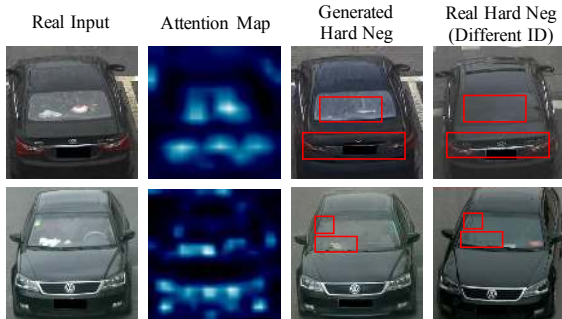 Real Input
Attention Map
Generated
Hard Neg
Real Hard Neg
(Different ID)